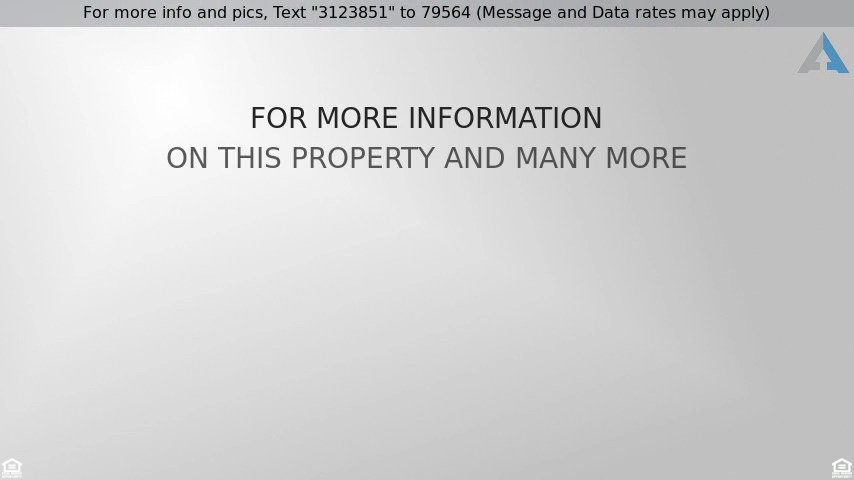 For more info and pics, Text "3123851" to 79564 (Message and Data rates may apply)
FOR MORE INFORMATION
ON THIS PROPERTY AND MANY MORE